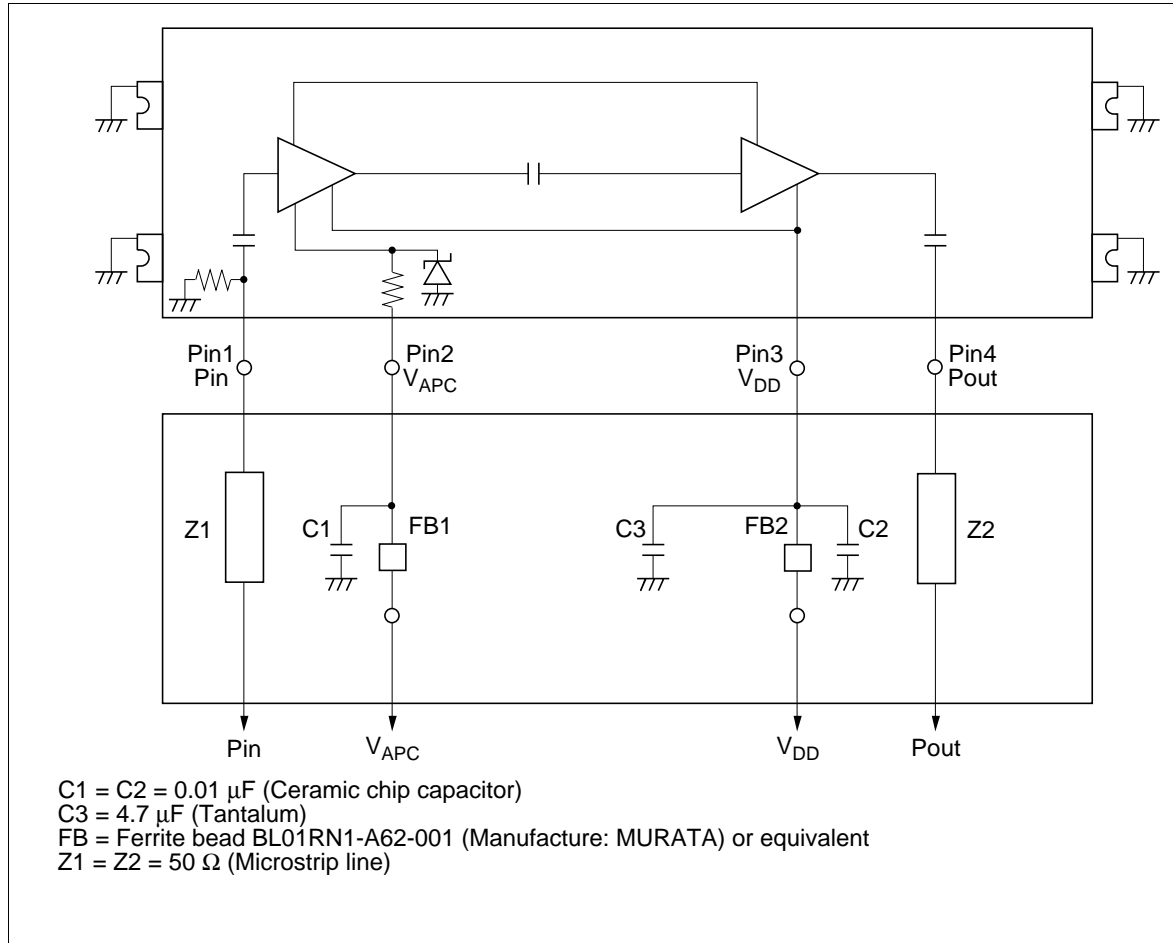 Pin1
Pin
Pin2
VAPC
Pin3
VDD
Pin4
Pout
Z1
C1
FB1
C3
FB2
C2
Z2
Pin
VAPC
VDD
Pout
C1 = C2 = 0.01 μF (Ceramic chip capacitor)
C3 = 4.7 μF (Tantalum)
FB = Ferrite bead BL01RN1-A62-001 (Manufacture: MURATA) or equivalent
Z1 = Z2 = 50 Ω (Microstrip line)